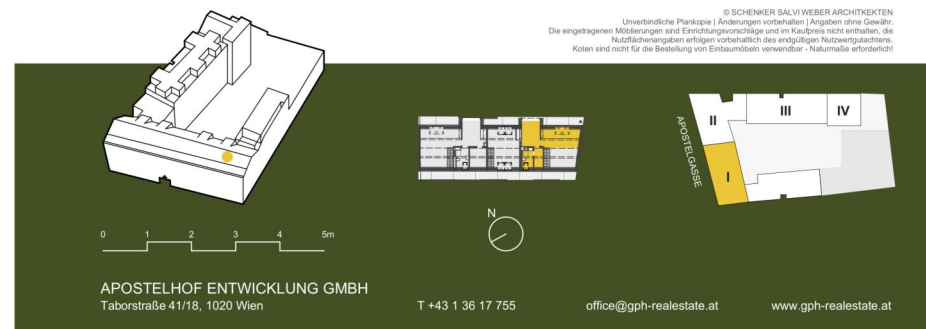 © SCHENKER SALVI WEBER ARCHITKEKTEN
Unverbindliche Plankopie | Änderungen vorbehalten | Angaben ohne Gewähr.
Die eingetragenen Möblierungen sind Einrichtungsvorschläge und im Kaufpreis nicht enthalten, die
Nutzflächenangaben erfolgen vorbehaltlich des endgültigen Nutzwertgutachtens.
Koten sind nicht für die Bestellung von Einbaumöbeln verwendbar - Naturmaße erforderlich!
II
III
IV
APOSTELGASSE
I
N
0 1 2 3 4 5m
APOSTELHOF ENTWICKLUNG GMBH
Taborstraße 41/18, 1020 Wien
T +43 1 36 17 755
office@gph-realestate.at
www.gph-realestate.at